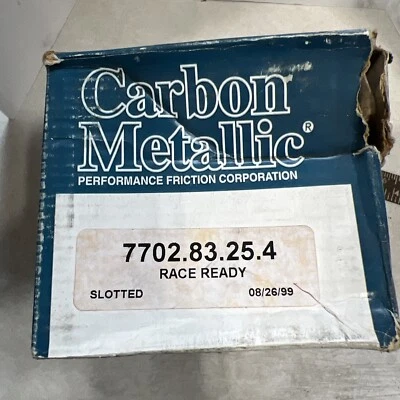 Carbon
Metallic®
PERFORMANCE FRICTION CORPORATION
7702.83.25.4
RACE READY
SLOTTED 08/26/99